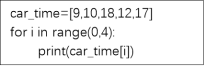 car_time=[9,10,18,12,17]
for i in range(0,4):
    print(car_time[i])